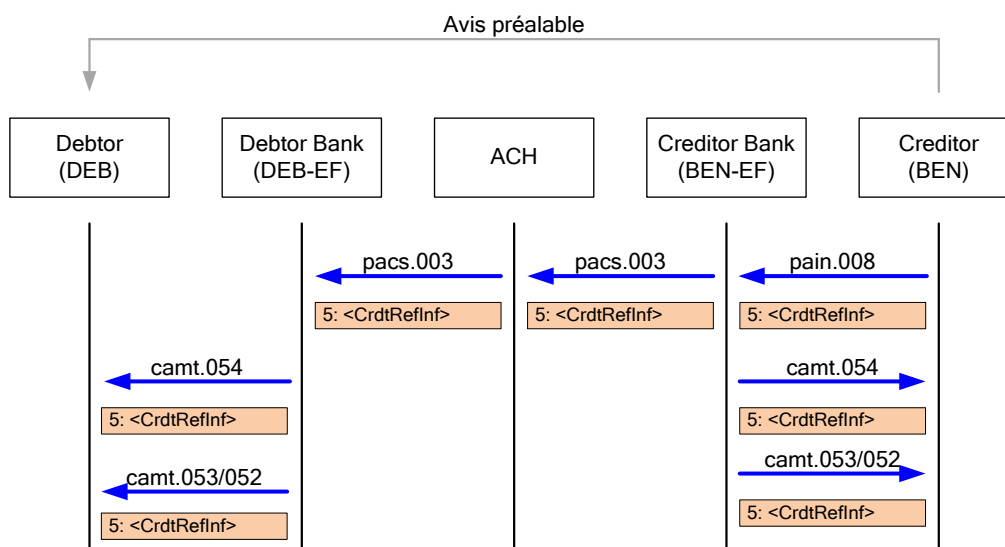 Avis préalable
Debtor
(DEB)
Debtor Bank
(DEB-EF)
ACH
Creditor Bank
(BEN-EF)
Creditor
(BEN)
pacs.003
pacs.003
pain.008
5: <CrdtRefInf>
5: <CrdtRefInf>
5: <CrdtRefInf>
camt.054
camt.054
5: <CrdtRefInf>
5: <CrdtRefInf>
camt.053/052
camt.053/052
5: <CrdtRefInf>
5: <CrdtRefInf>